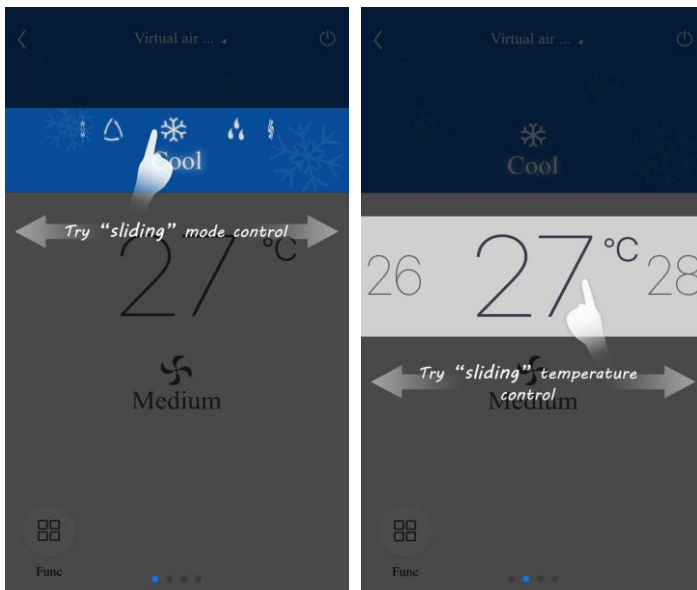 Virtual air ...
Cool
Try “sliding” mode control
27 °C
Medium
Func
Virtual air ...
Cool
26 27 °C 28
Try “sliding” temperature
control
Medium
Func